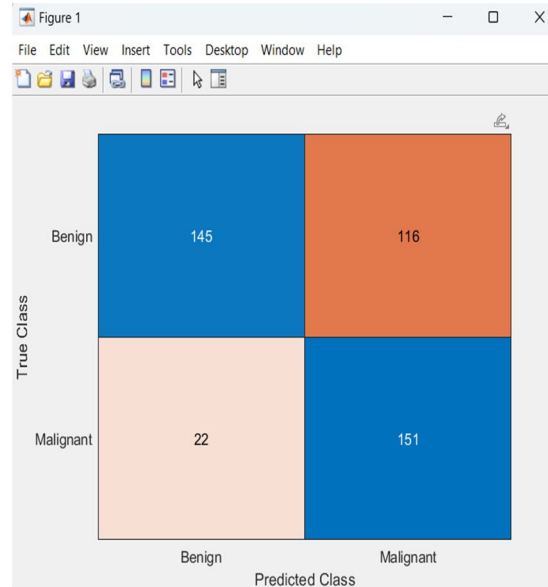 Figure 1
File Edit View Insert Tools Desktop Window Help
Benign 145 116
True Class
Malignant 22 151
Benign Malignant
Predicted Class